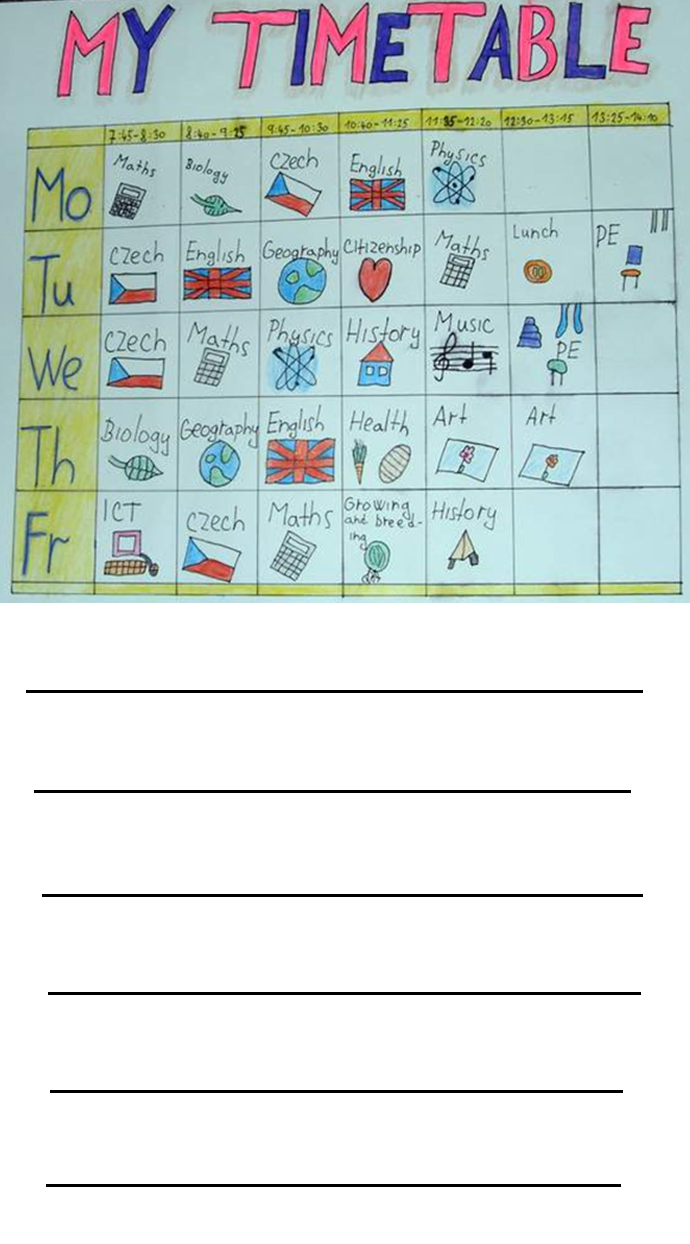 MY TIMETABLE
7:45-8:30 8:40-9:25 9:45-10:30 10:40-11:25 11:35-12:20 12:30-13:15 13:25-14:10
Mo Maths Biology Czech English Physics
Tu Czech English Geography Citizenship Maths Lunch PE
We Czech Maths Physics History Music PE
Th Biology Geography English Health Art Art
Fr ICT Czech Maths Growing and breed- History
ing